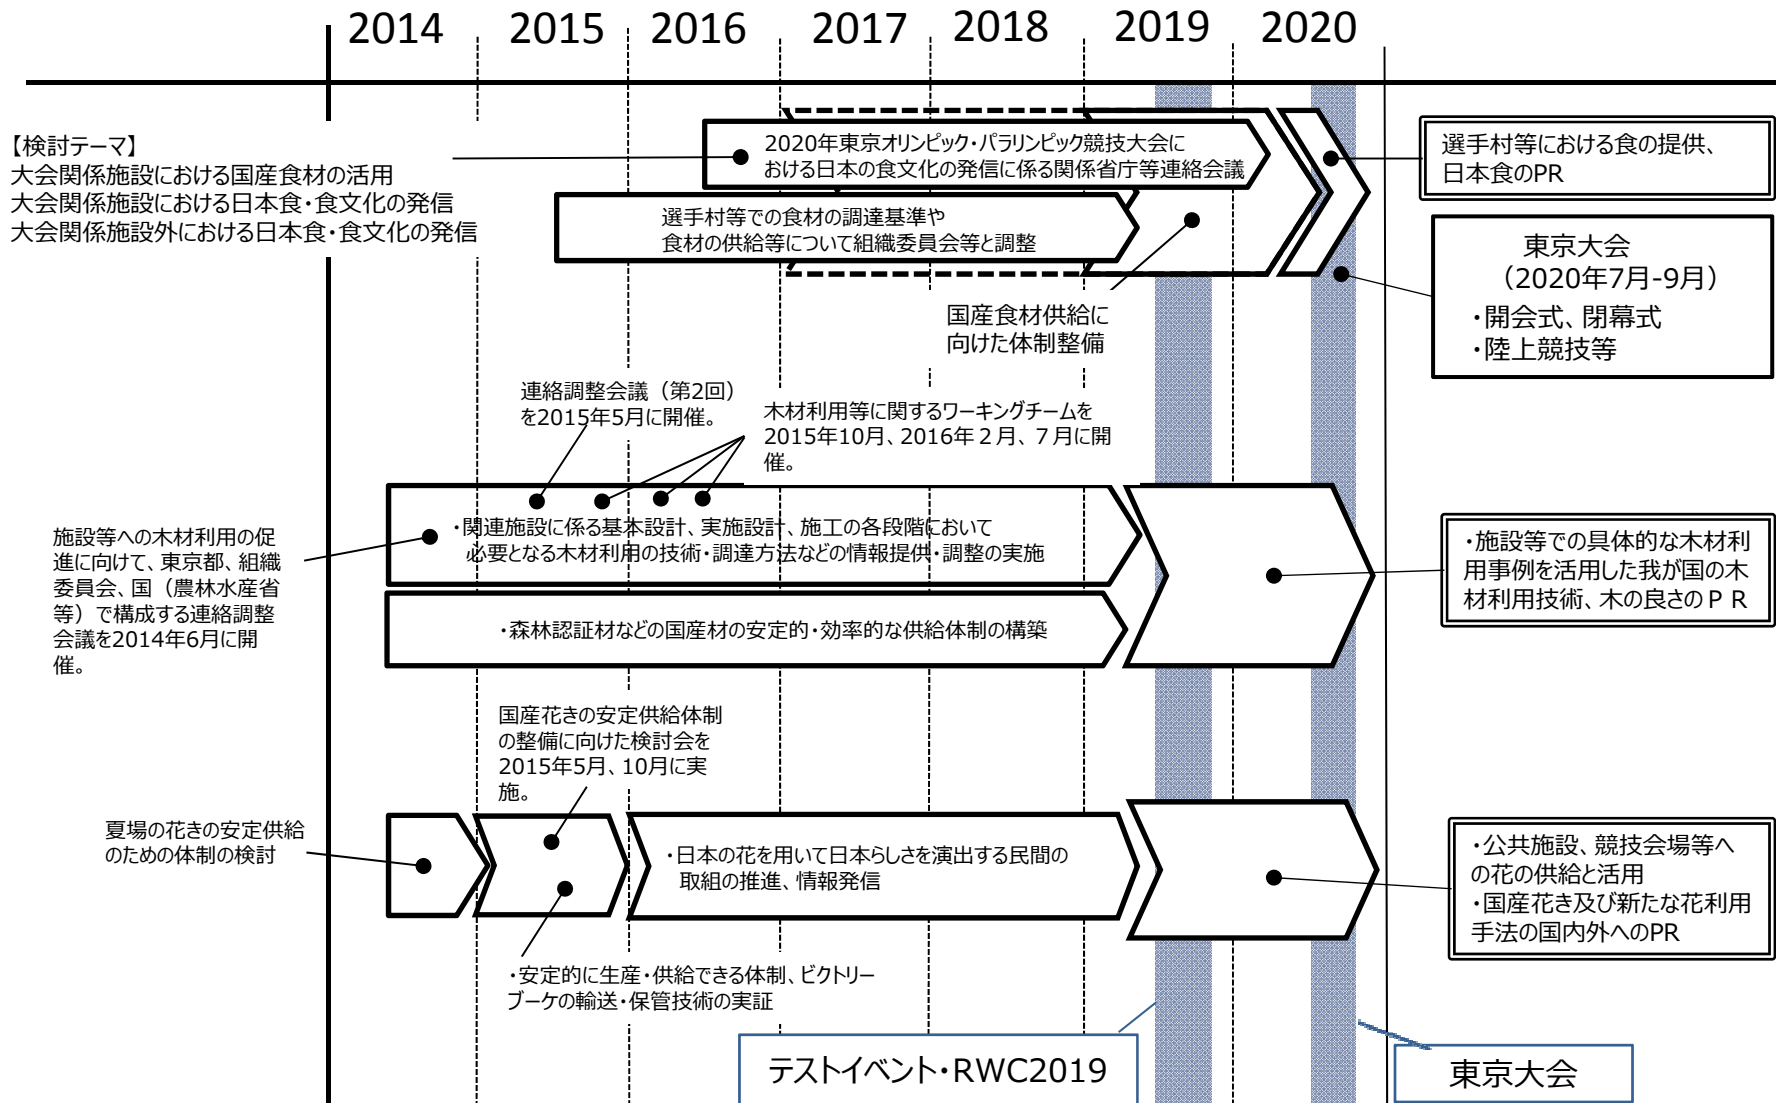 2014 2015 2016 2017 2018 2019 2020
【検討テーマ】
大会関係施設における国産食材の活用
大会関係施設における日本食・食文化の発信
大会関係施設外における日本食・食文化の発信
2020年東京オリンピック・パラリンピック競技大会に
おける日本の食文化の発信に係る関係省庁等連絡会議
選手村等での食材の調達基準や
食材の供給等について組織委員会等と調整
国産食材供給に
向けた体制整備
選手村等における食の提供、
日本食のPR
東京大会
（2020年7月-9月）
・開会式、閉幕式
・陸上競技等
連絡調整会議（第2回）
を2015年5月に開催。
木材利用等に関するワーキングチームを
2015年10月、2016年２月、７月に開
催。
施設等への木材利用の促
進に向けて、東京都、組織
委員会、国（農林水産省
等）で構成する連絡調整
会議を2014年6月に開
催。
・関連施設に係る基本設計、実施設計、施工の各段階において
必要となる木材利用の技術・調達方法などの情報提供・調整の実施
・森林認証材などの国産材の安定的・効率的な供給体制の構築
・施設等での具体的な木材利
用事例を活用した我が国の木
材利用技術、木の良さのＰＲ
国産花きの安定供給体制
の整備に向けた検討会を
2015年5月、10月に実
施。
夏場の花きの安定供給
のための体制の検討
・日本の花を用いて日本らしさを演出する民間の
取組の推進、情報発信
・安定的に生産・供給できる体制、ビクトリー
ブーケの輸送・保管技術の実証
・公共施設、競技会場等へ
の花の供給と活用
・国産花き及び新たな花利用
手法の国内外へのPR
テストイベント・RWC2019
東京大会